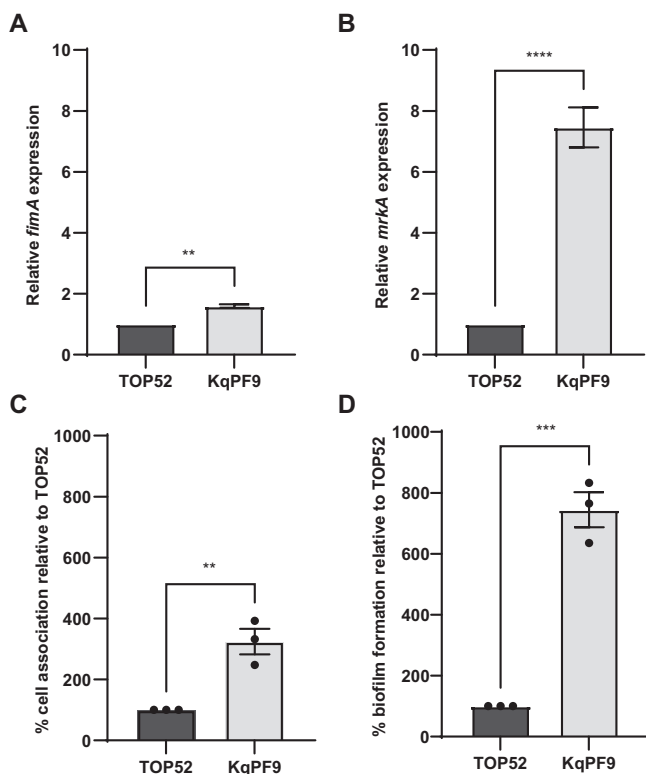 A
Relative fimA expression
10
8
6
4
2
0
**
TOP52
KqPF9
B
Relative mrkA expression
10
8
6
4
2
0
****
TOP52
KqPF9
C
% cell association relative to TOP52
1000
800
600
400
200
0
**
TOP52
KqPF9
D
% biofilm formation relative to TOP52
1000
800
600
400
200
0
***
TOP52
KqPF9